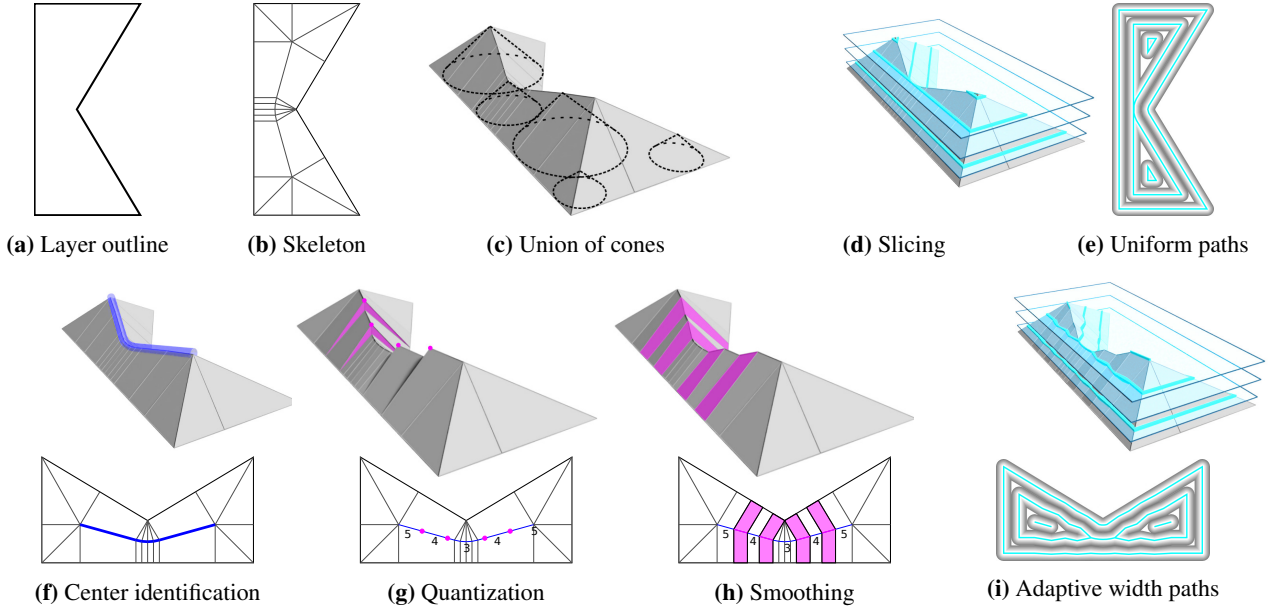 (a) Layer outline
(b) Skeleton
(c) Union of cones
(d) Slicing
(e) Uniform paths
5 4 3 4 5
5 4 3 4 5
(f) Center identification
(g) Quantization
(h) Smoothing
(i) Adaptive width paths